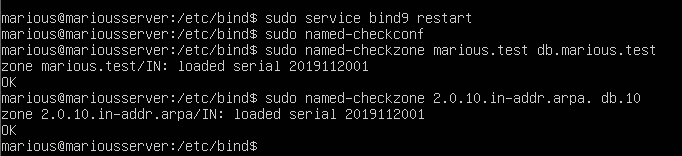 marious@mariousserver:/etc/bind$ sudo service bind9 restart
marious@mariousserver:/etc/bind$ sudo named-checkconf
marious@mariousserver:/etc/bind$ sudo named-checkzone marious.test db.marious.test
zone marious.test/IN: loaded serial 2019112001
OK
marious@mariousserver:/etc/bind$ sudo named-checkzone 2.0.10.in-addr.arpa. db.10
zone 2.0.10.in-addr.arpa/IN: loaded serial 2019112001
OK
marious@mariousserver:/etc/bind$